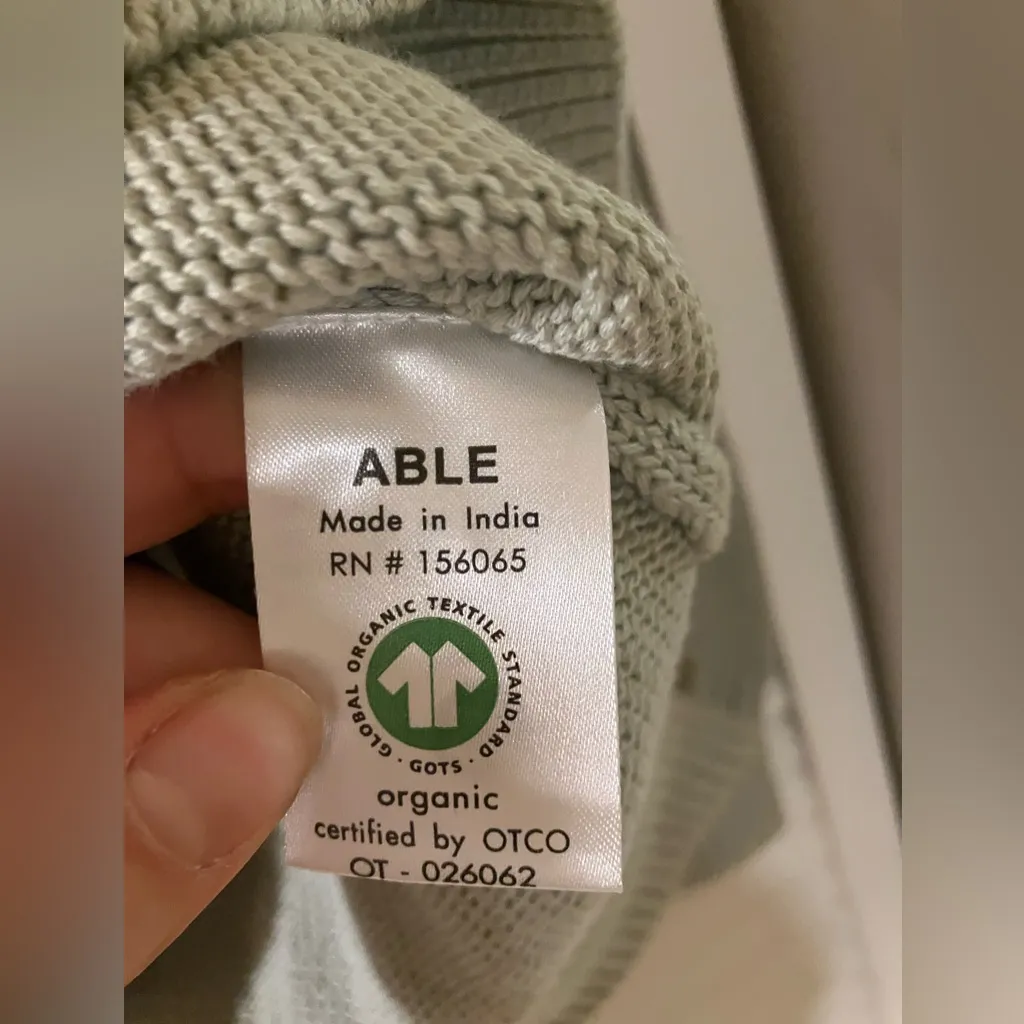 ABLE
Made in India
RN # 156065
GLOBAL ORGANIC TEXTILE STANDARD · GOTS ·
organic
certified by OTCO
OT - 026062